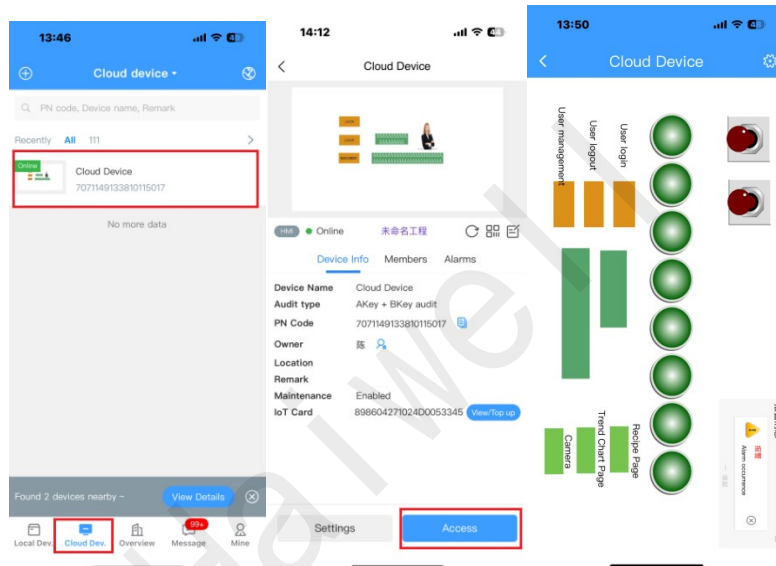 13:46
Cloud device
PN code, Device name, Remark
Recently All 111
Online
Cloud Device
7071149133810115017
No more data
Found 2 devices nearby ~
View Details
Local Dev. Cloud Dev. Overview Message Mine
99+
14:12
Cloud Device
HMI Online 未命名工程
Device Info Members Alarms
Device Name Cloud Device
Audit type AKey + BKey audit
PN Code 7071149133810115017
Owner 陈
Location
Remark
Maintenance Enabled
IoT Card 898604271024D0053345 View/Top up
Settings Access
13:50
Cloud Device
User login
User logout
User management
Recipe Page
Trend Chart Page
Camera
Alarm occurrence
Haiwell